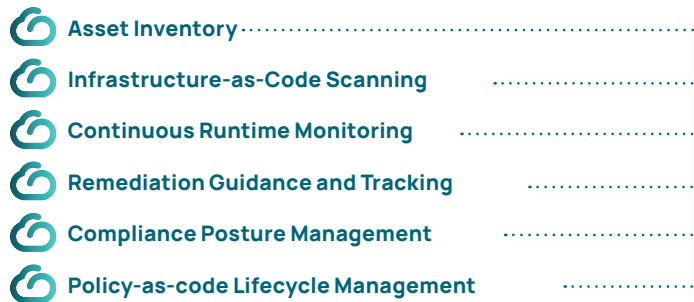 Asset Inventory
Infrastructure-as-Code Scanning
Continuous Runtime Monitoring
Remediation Guidance and Tracking
Compliance Posture Management
Policy-as-code Lifecycle Management